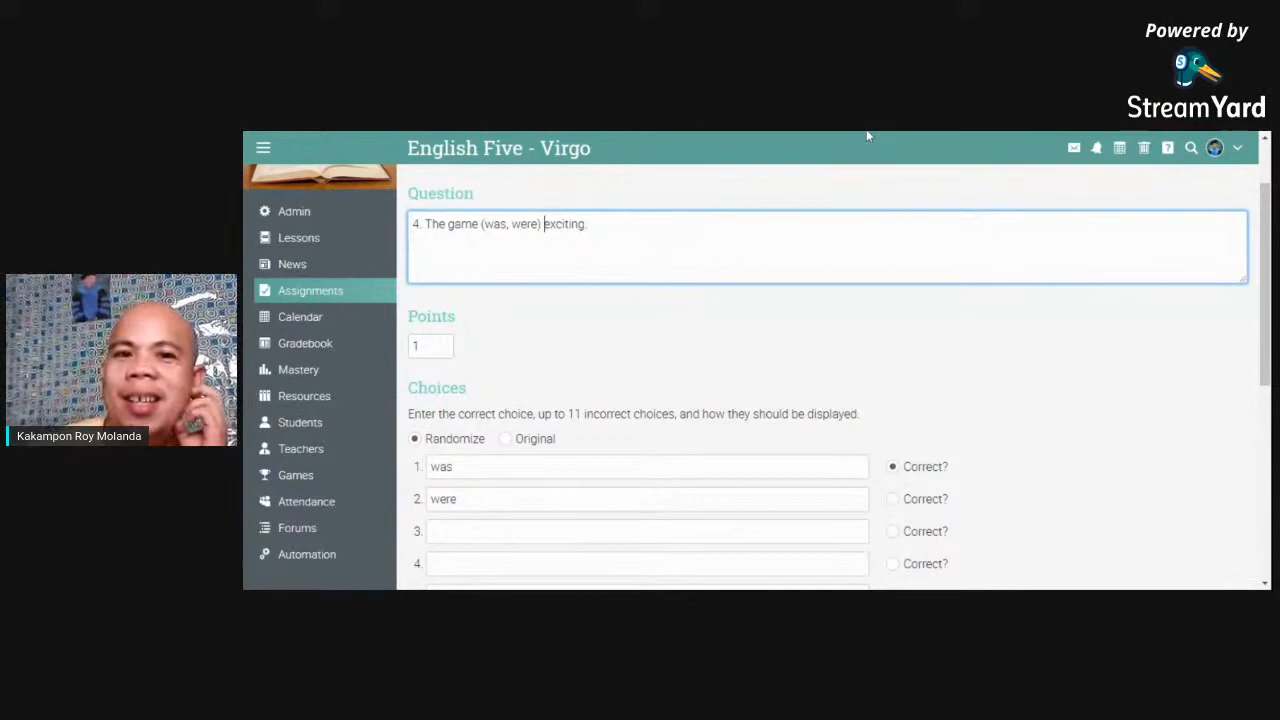 Powered by
StreamYard
English Five - Virgo
Admin
Lessons
News
Assignments
Calendar
Gradebook
Mastery
Resources
Students
Teachers
Games
Attendance
Forums
Automation
Question
4. The game (was, were) exciting.
Points
1
Choices
Enter the correct choice, up to 11 incorrect choices, and how they should be displayed.
Randomize Original
1. was Correct?
2. were Correct?
3. Correct?
4. Correct?
Kakampon Roy Molanda